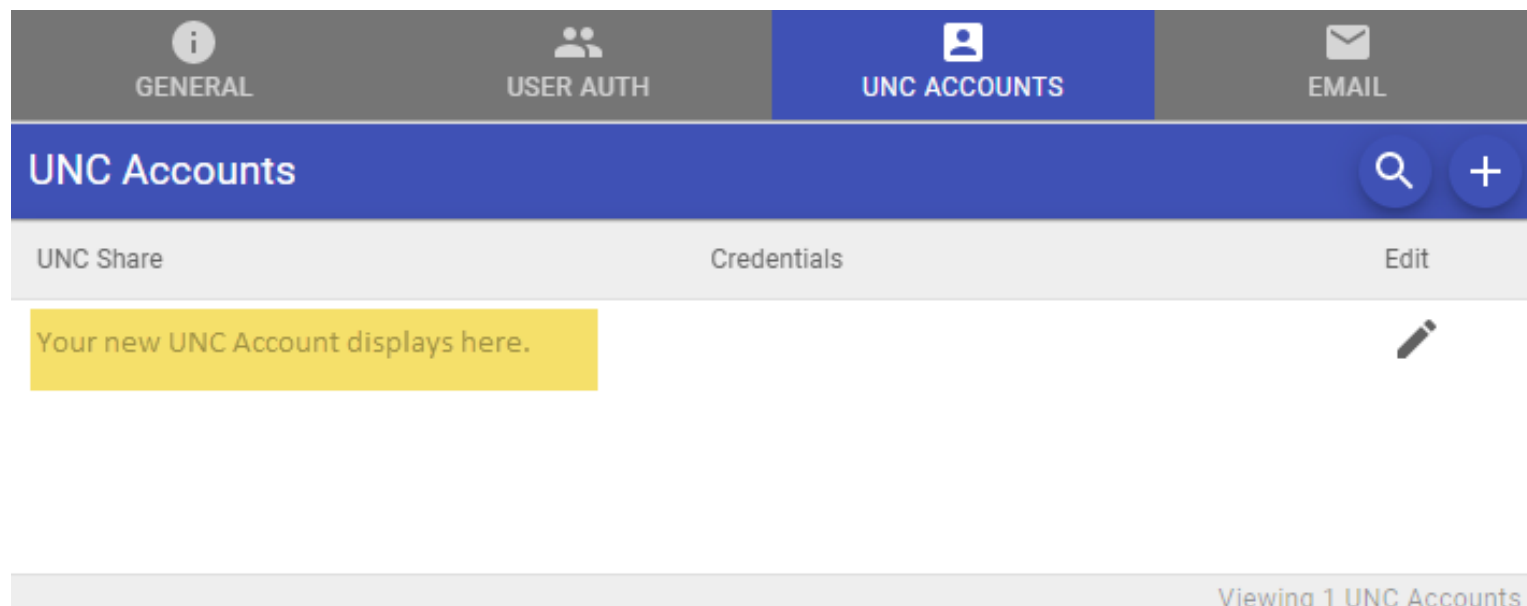 GENERAL USER AUTH UNC ACCOUNTS EMAIL
UNC Accounts
UNC Share Credentials Edit
Your new UNC Account displays here.
Viewing 1 UNC Accounts